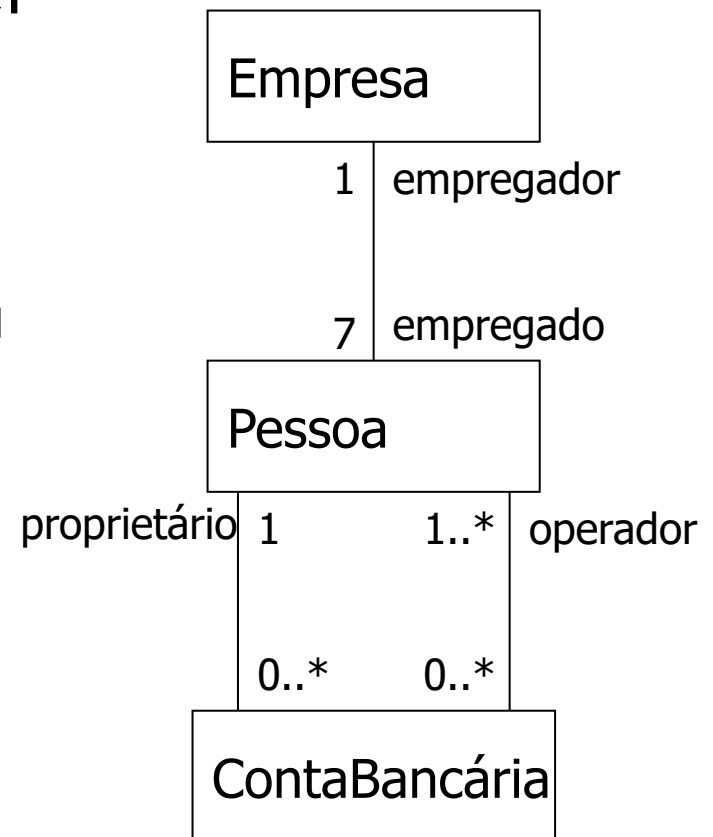 Empresa
1 empregador
7 empregado
Pessoa
proprietário 1 1..* operador
0..* 0..*
ContaBancária